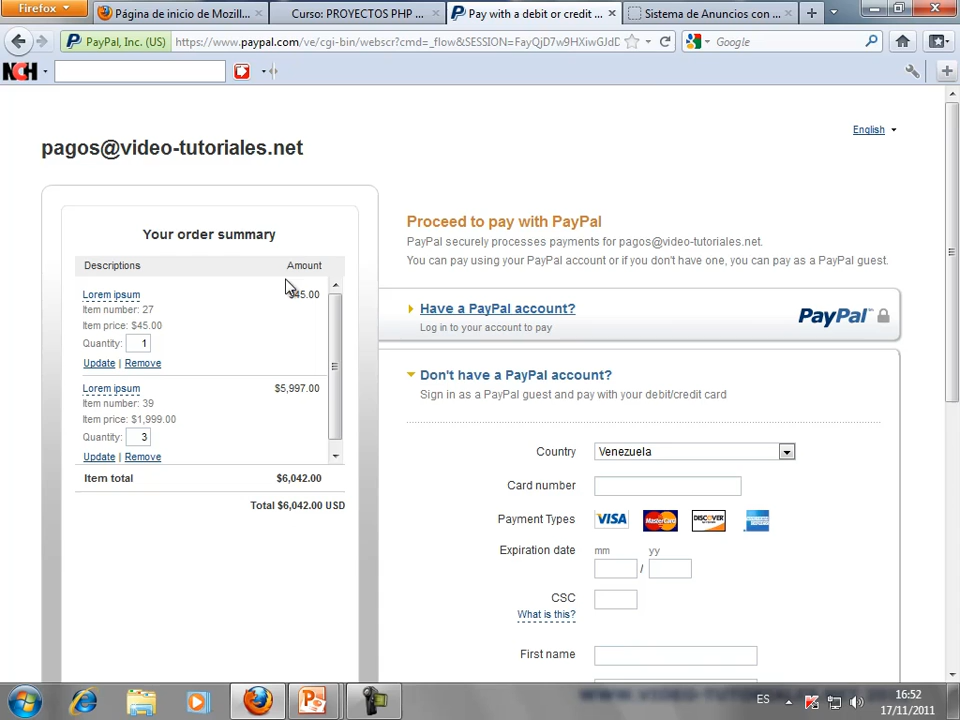 Firefox
Página de inicio de Mozill...
Curso: PROYECTOS PHP ...
Pay with a debit or credit ...
Sistema de Anuncios con ...
PayPal, Inc. (US)
https://www.paypal.com/ve/cgi-bin/webscr?cmd=_flow&SESSION=FayQjD7w9HXiwGJdD
Google
NCH
English
pagos@video-tutoriales.net
Your order summary
Descriptions
Amount
Lorem ipsum
$45.00
Item number: 27
Item price: $45.00
Quantity: 1
Update | Remove
Lorem ipsum
$5,997.00
Item number: 39
Item price: $1,999.00
Quantity: 3
Update | Remove
Item total
$6,042.00
Total $6,042.00 USD
Proceed to pay with PayPal
PayPal securely processes payments for pagos@video-tutoriales.net.
You can pay using your PayPal account or if you don't have one, you can pay as a PayPal guest.
Have a PayPal account?
Log in to your account to pay
PayPal
Don't have a PayPal account?
Sign in as a PayPal guest and pay with your debit/credit card
Country
Venezuela
Card number
Payment Types
VISA
MasterCard
DISCOVER
Expiration date
mm
yy
/
CSC
What is this?
First name
ES
16:52
17/11/2011